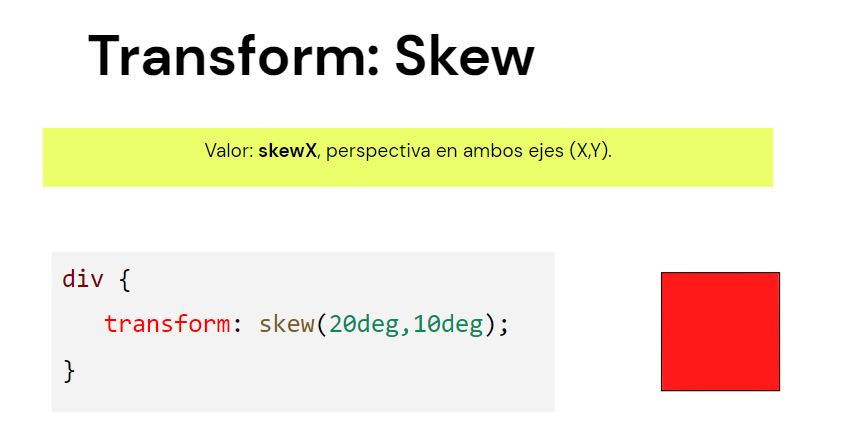 Transform: Skew
Valor: skewX, perspectiva en ambos ejes (X,Y).
div {
transform: skew(20deg,10deg);
}